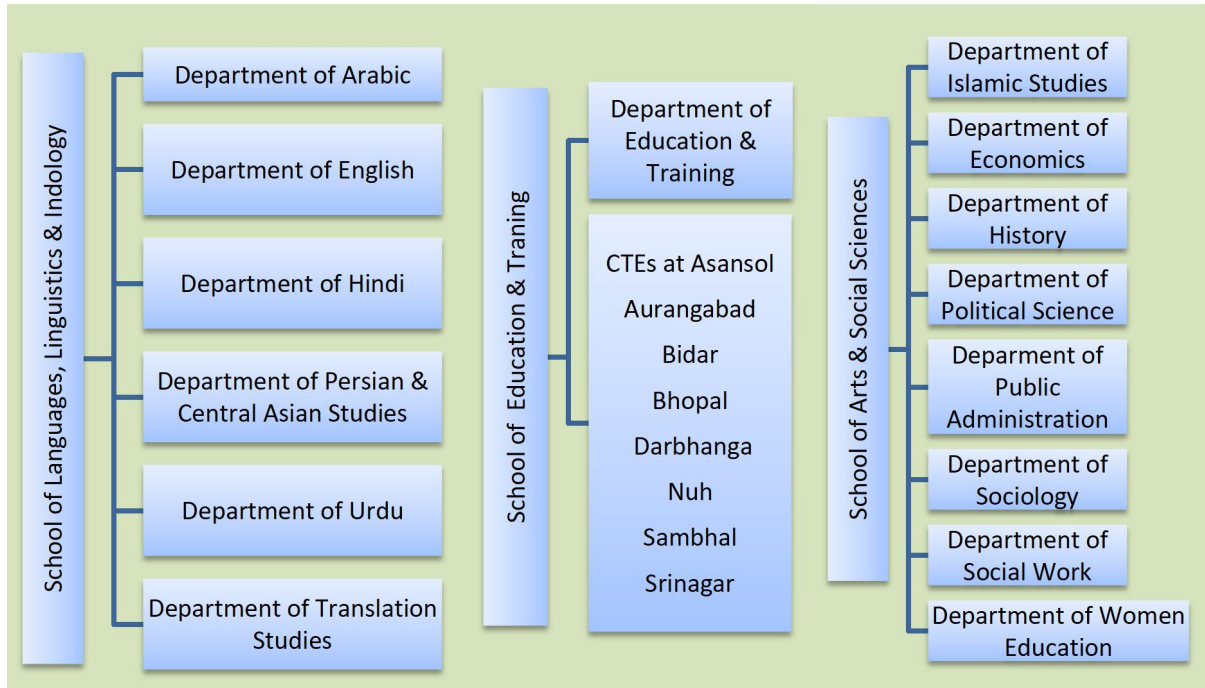 School of Languages, Linguistics & Indology
Department of Arabic
Department of English
Department of Hindi
Department of Persian &
Central Asian Studies
Department of Urdu
Department of Translation
Studies
School of Education & Traning
Department of
Education &
Training
CTEs at Asansol
Aurangabad
Bidar
Bhopal
Darbhanga
Nuh
Sambhal
Srinagar
School of Arts & Social Sciences
Department of
Islamic Studies
Department of
Economics
Department of
History
Department of
Political Science
Deparment of
Public
Administration
Department of
Sociology
Department of
Social Work
Department of Women
Education